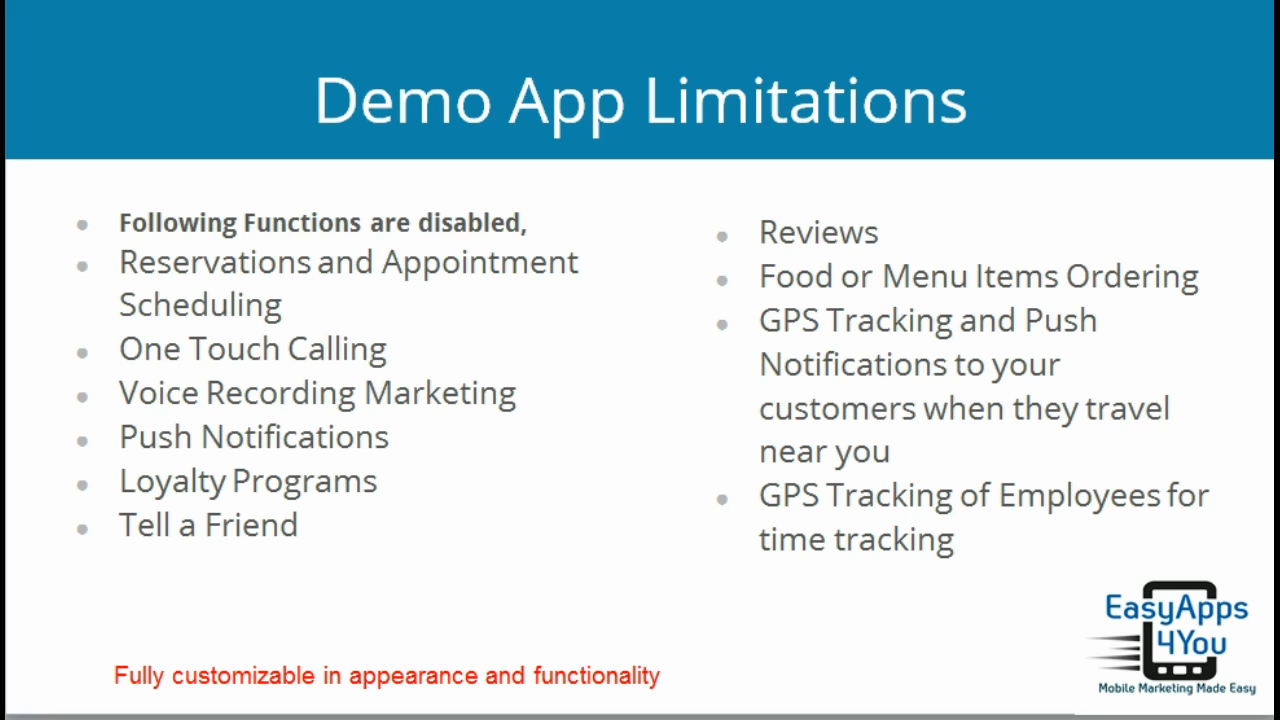 Demo App Limitations
Following Functions are disabled,
Reservations and Appointment
Scheduling
One Touch Calling
Voice Recording Marketing
Push Notifications
Loyalty Programs
Tell a Friend
Reviews
Food or Menu Items Ordering
GPS Tracking and Push
Notifications to your
customers when they travel
near you
GPS Tracking of Employees for
time tracking
Fully customizable in appearance and functionality
EasyApps
4You
Mobile Marketing Made Easy